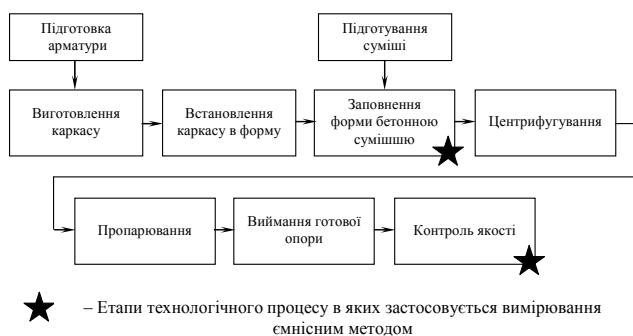 Підготовка
арматури
Підготування
суміші
Виготовлення
каркасу
Встановлення
каркасу в форму
Заповнення
форми бетонною
сумішшю
Центрифугування
Пропарювання
Виймання готової
опори
Контроль якості
– Етапи технологічного процесу в яких застосовується вимірювання
ємнісним методом